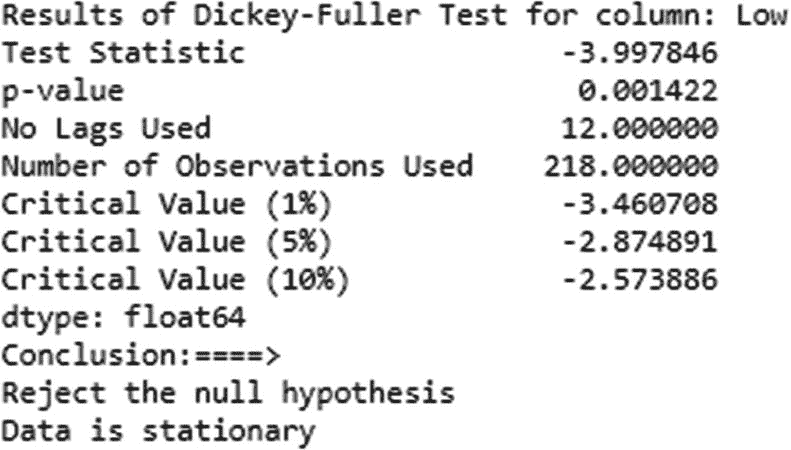 Results of Dickey-Fuller Test for column: Low
Test Statistic -3.997846
p-value 0.001422
No Lags Used 12.000000
Number of Observations Used 218.000000
Critical Value (1%) -3.460708
Critical Value (5%) -2.874891
Critical Value (10%) -2.573886
dtype: float64
Conclusion:====>
Reject the null hypothesis
Data is stationary